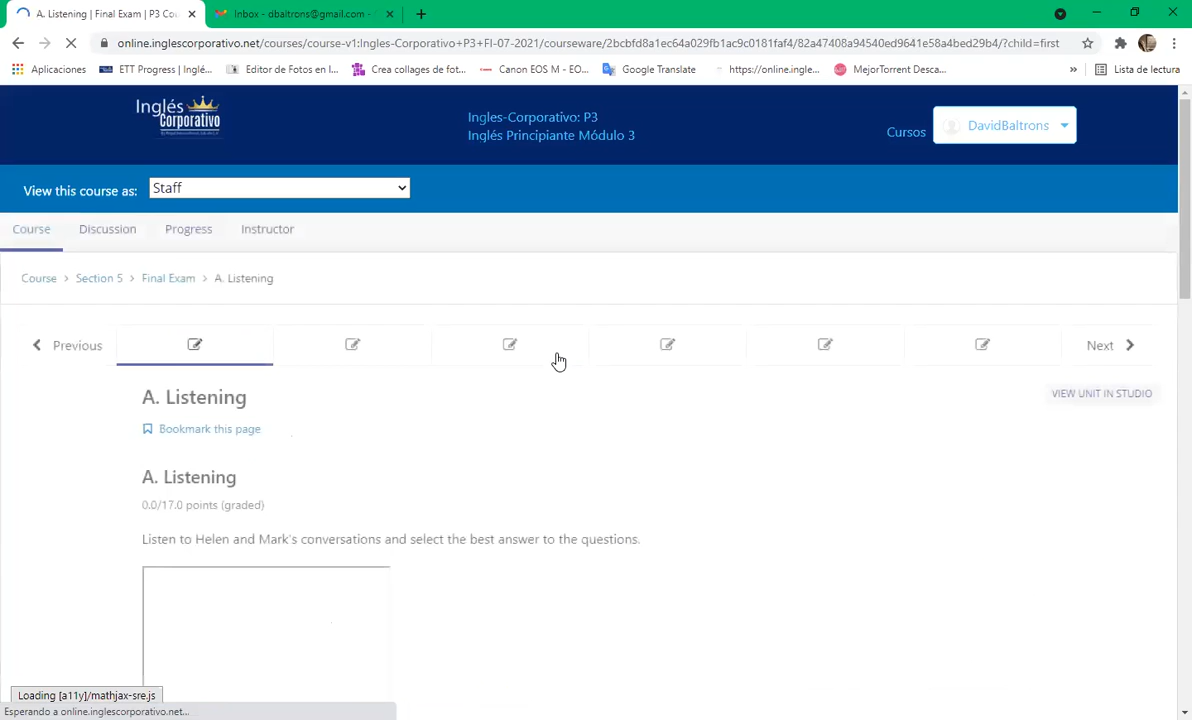 A. Listening | Final Exam | P3 Cou
Inbox - dbaltrons@gmail.com -
online.inglescorporativo.net/courses/course-v1:Ingles-Corporativo+P3+FI-07-2021/courseware/2bcbfd8a1ec64a029fb1ac9c0181faf4/82a47408a94540ed9641e58a4bed29b4/?child=first
Aplicaciones
ETT Progress | Inglé...
Editor de Fotos en l...
Crea collages de fot...
Canon EOS M - EO...
Google Translate
https://online.ingle...
MejorTorrent Desca...
»
Lista de lectura
Inglés
Corporativo
Ingles-Corporativo: P3
Inglés Principiante Módulo 3
Cursos
DavidBaltrons
View this course as:
Staff
Course
Discussion
Progress
Instructor
Course > Section 5 > Final Exam > A. Listening
Previous
Next
A. Listening
VIEW UNIT IN STUDIO
Bookmark this page
A. Listening
0.0/17.0 points (graded)
Listen to Helen and Mark's conversations and select the best answer to the questions.
Loading [a11y]/mathjax-sre.js
Esperando a online.inglescorporativo.net...